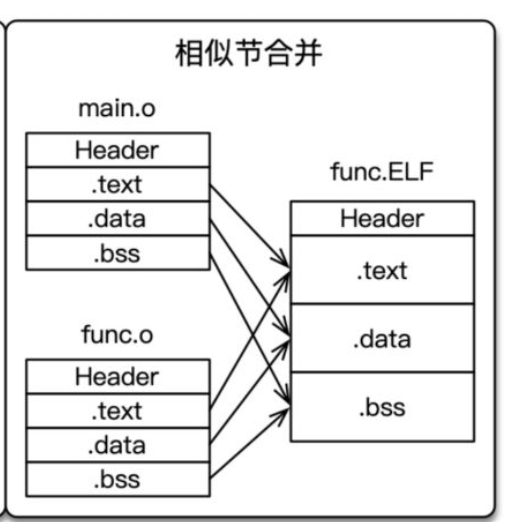 相似节合并
main.o
Header
.text
.data
.bss
func.o
Header
.text
.data
.bss
func.ELF
Header
.text
.data
.bss